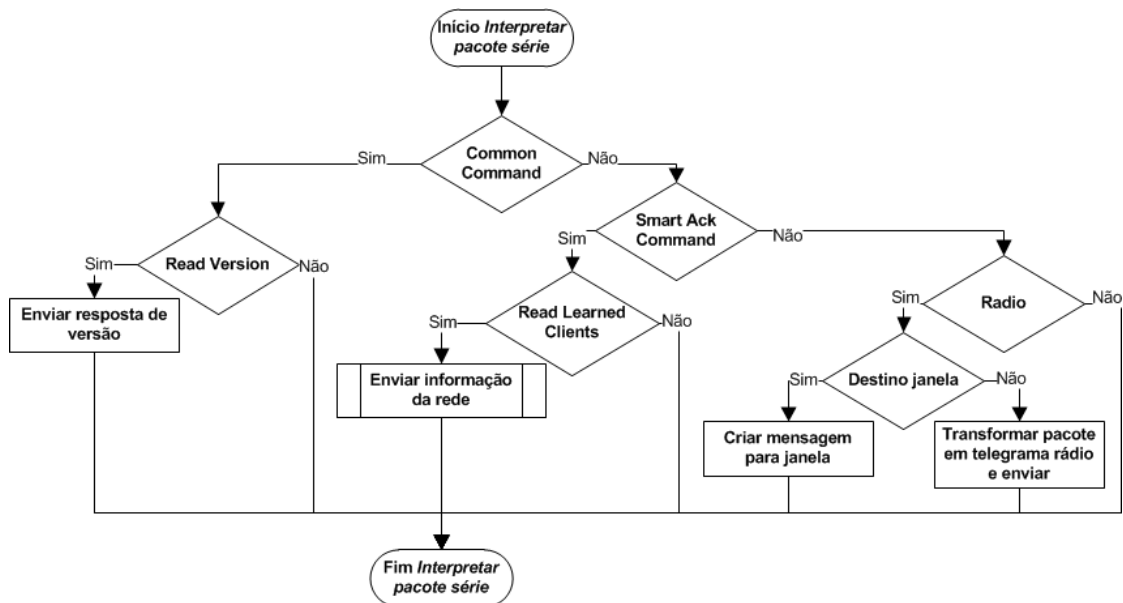 Início Interpretar
pacote série
Sim
Common
Command
Não
Smart Ack
Command
Sim
Não
Sim
Read Version
Não
Sim
Radio
Não
Enviar resposta de
versão
Sim
Read Learned
Clients
Não
Sim
Destino janela
Não
Enviar informação
da rede
Criar mensagem
para janela
Transformar pacote
em telegrama rádio
e enviar
Fim Interpretar
pacote série